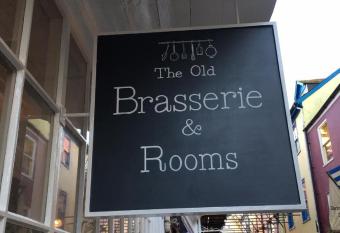 The Old
Brasserie
&
Rooms